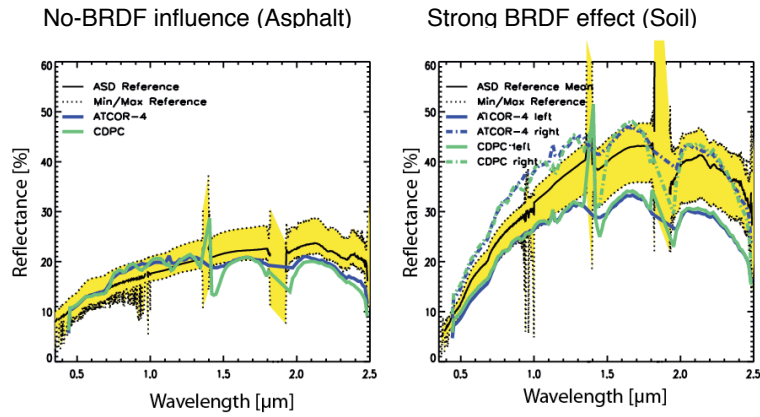 No-BRDF influence (Asphalt)
Strong BRDF effect (Soil)
60
50
40
30
20
10
0
Reflectance [%]
ASD Reference
Min/Max Reference
ATCOR-4
CDPC
0.5 1.0 1.5 2.0 2.5
Wavelength [μm]
60
50
40
30
20
10
0
Reflectance [%]
ASD Reference Mean
Min/Max Reference
ATCOR-4 left
ATCOR-4 right
CDPC left
CDPC right
0.5 1.0 1.5 2.0 2.5
Wavelength [μm]